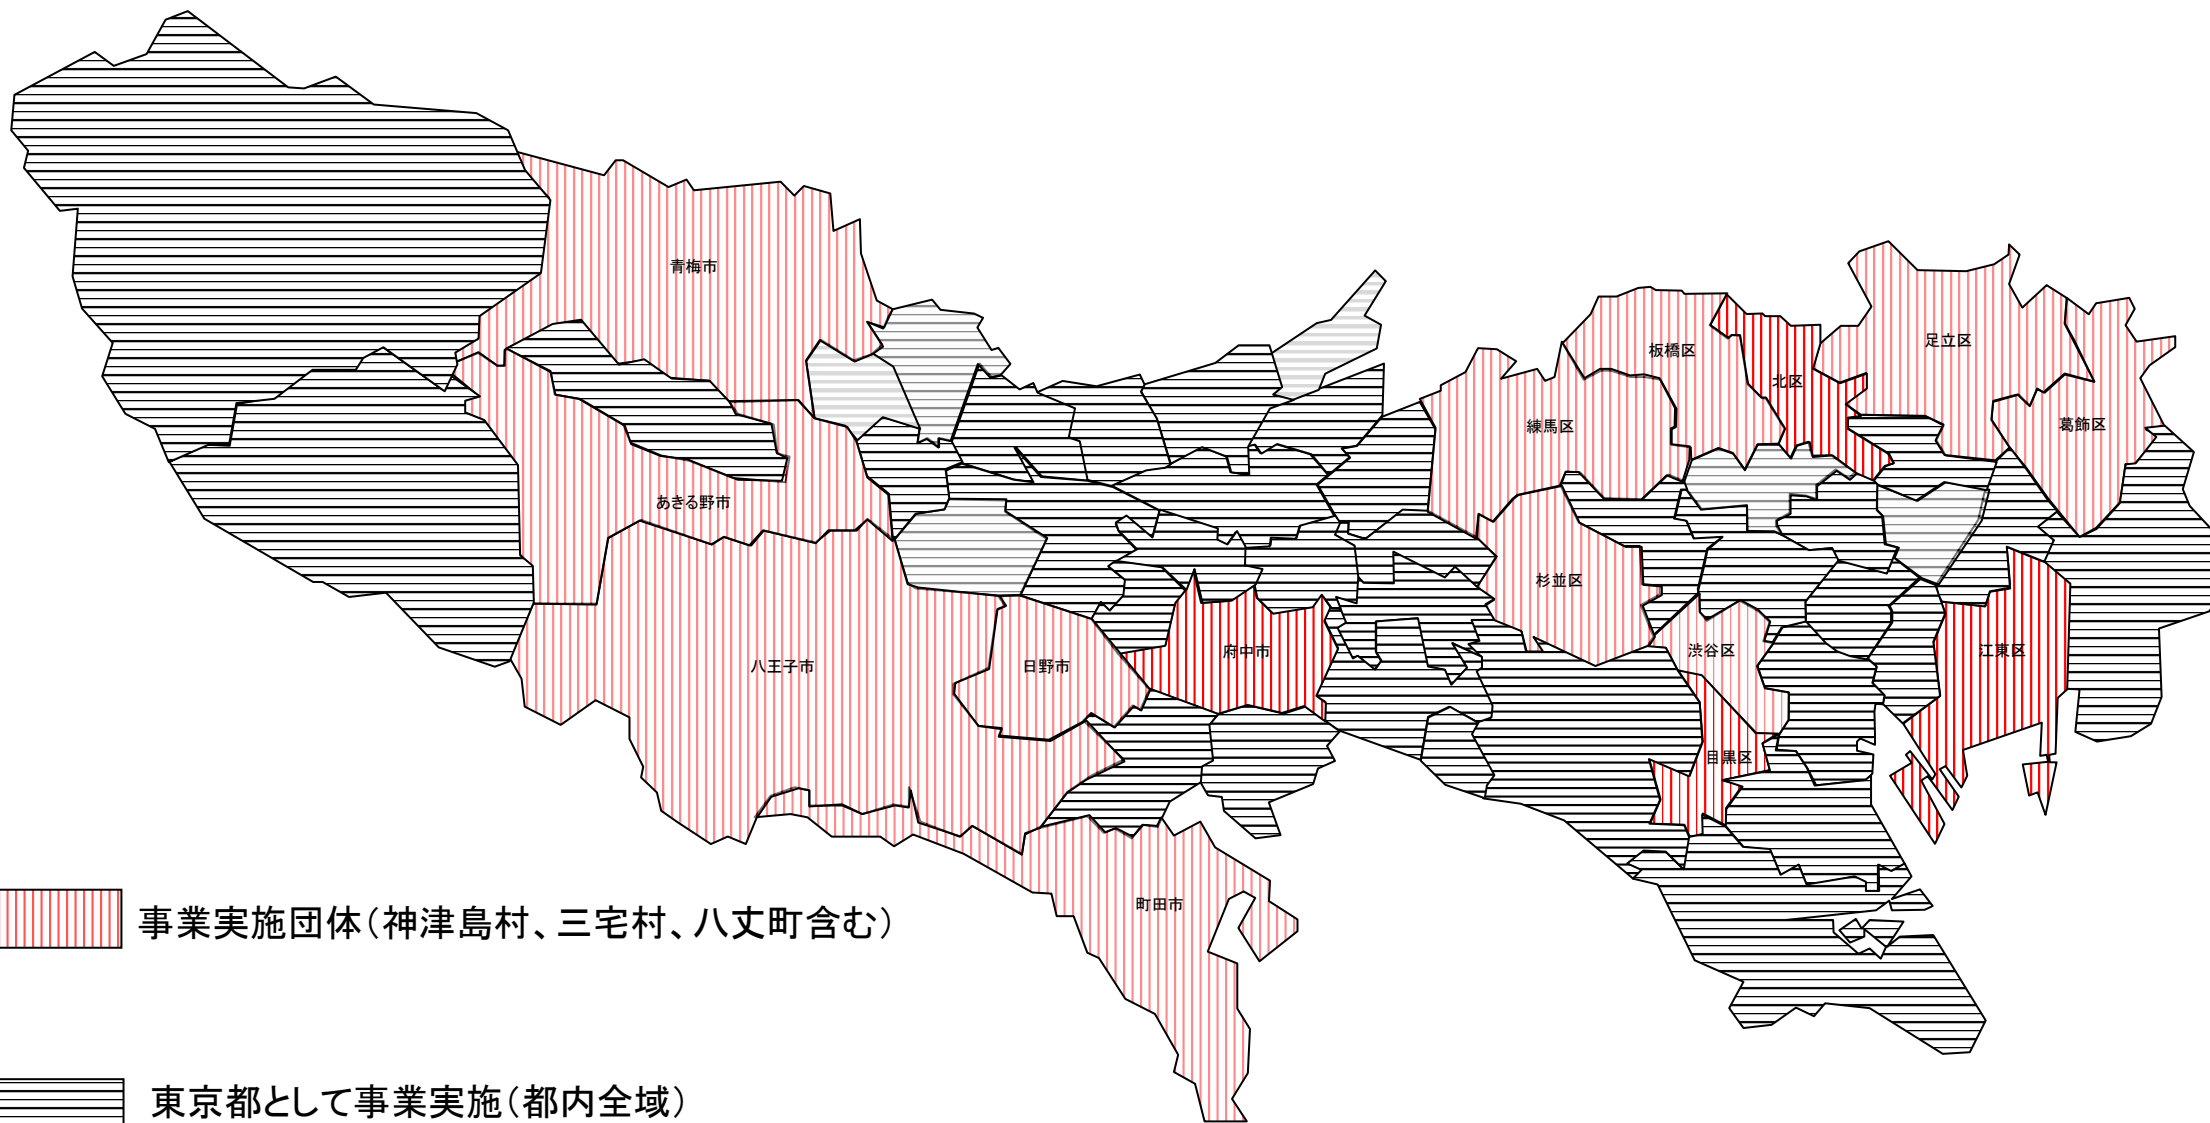 青梅市
足立区
板橋区
北区
葛飾区
練馬区
あきる野市
杉並区
渋谷区
江東区
府中市
八王子市
日野市
目黒区
町田市
事業実施団体（神津島村、三宅村、八丈町含む）
東京都として事業実施（都内全域）